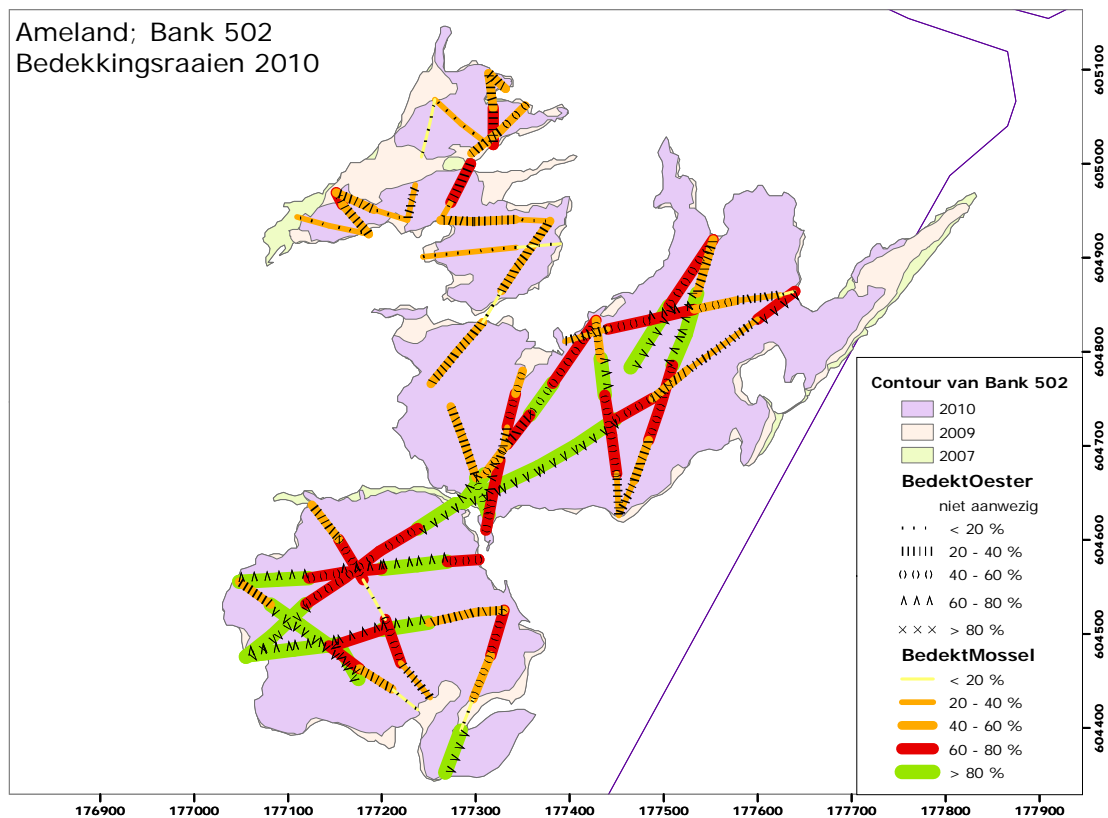 Ameland; Bank 502
Bedekkingsraaien 2010
605100
605000
604900
604800
604700
604600
604500
604400
Contour van Bank 502
2010
2009
2007
BedektOester
niet aanwezig
< 20 %
20 - 40 %
40 - 60 %
60 - 80 %
> 80 %
BedektMossel
< 20 %
20 - 40 %
40 - 60 %
60 - 80 %
> 80 %
176900 177000 177100 177200 177300 177400 177500 177600 177700 177800 177900